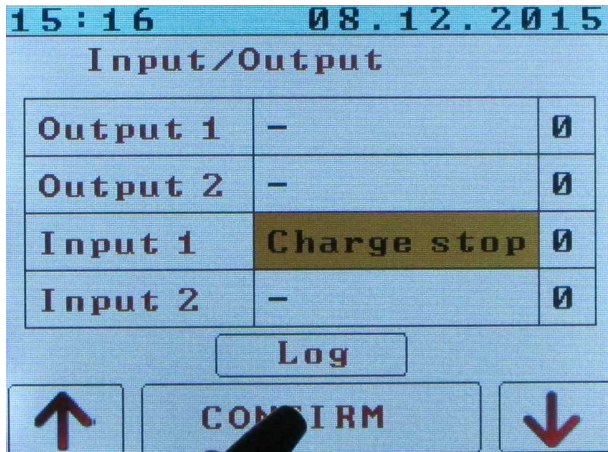 15:16 08.12.2015
Input/Output
Output 1 - 0
Output 2 - 0
Input 1 Charge stop 0
Input 2 - 0
Log
CONFIRM